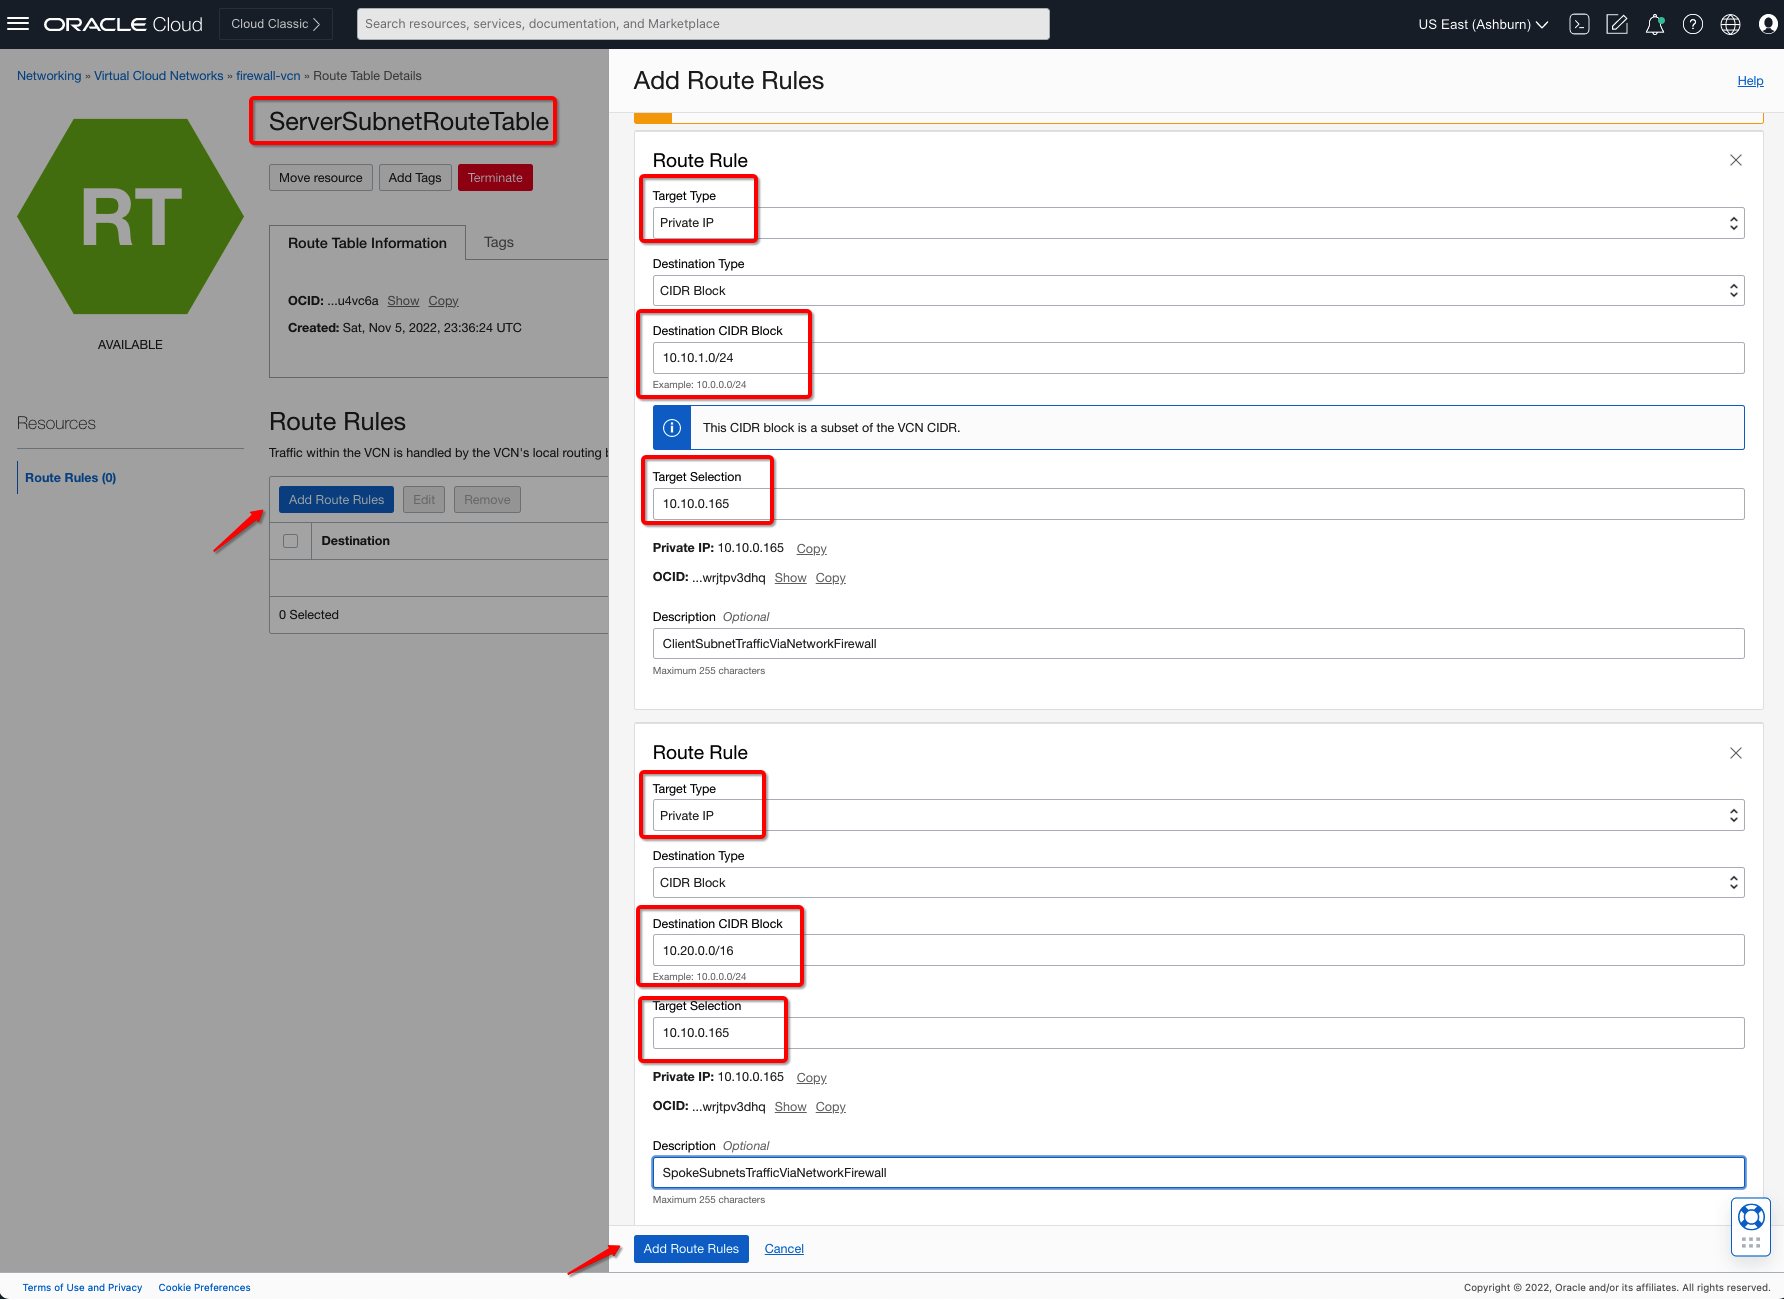 ORACLE Cloud
Cloud Classic
Search resources, services, documentation, and Marketplace
US East (Ashburn)
Networking » Virtual Cloud Networks » firewall-vcn » Route Table Details
RT
AVAILABLE
ServerSubnetRouteTable
Move resource
Add Tags
Terminate
Route Table Information
Tags
OCID: ...u4vc6a Show Copy
Created: Sat, Nov 5, 2022, 23:36:24 UTC
Resources
Route Rules (0)
Route Rules
Traffic within the VCN is handled by the VCN's local routing
Add Route Rules
Edit
Remove
Destination
0 Selected
Add Route Rules
Help
Route Rule
Target Type
Private IP
Destination Type
CIDR Block
Destination CIDR Block
10.10.1.0/24
Example: 10.0.0.0/24
This CIDR block is a subset of the VCN CIDR.
Target Selection
10.10.0.165
Private IP: 10.10.0.165 Copy
OCID: ...wrjtpv3dhq Show Copy
Description Optional
ClientSubnetTrafficViaNetworkFirewall
Maximum 255 characters
Route Rule
Target Type
Private IP
Destination Type
CIDR Block
Destination CIDR Block
10.20.0.0/16
Example: 10.0.0.0/24
Target Selection
10.10.0.165
Private IP: 10.10.0.165 Copy
OCID: ...wrjtpv3dhq Show Copy
Description Optional
SpokeSubnetsTrafficViaNetworkFirewall
Maximum 255 characters
Add Route Rules
Cancel
Terms of Use and Privacy
Cookie Preferences
Copyright © 2022, Oracle and/or its affiliates. All rights reserved.